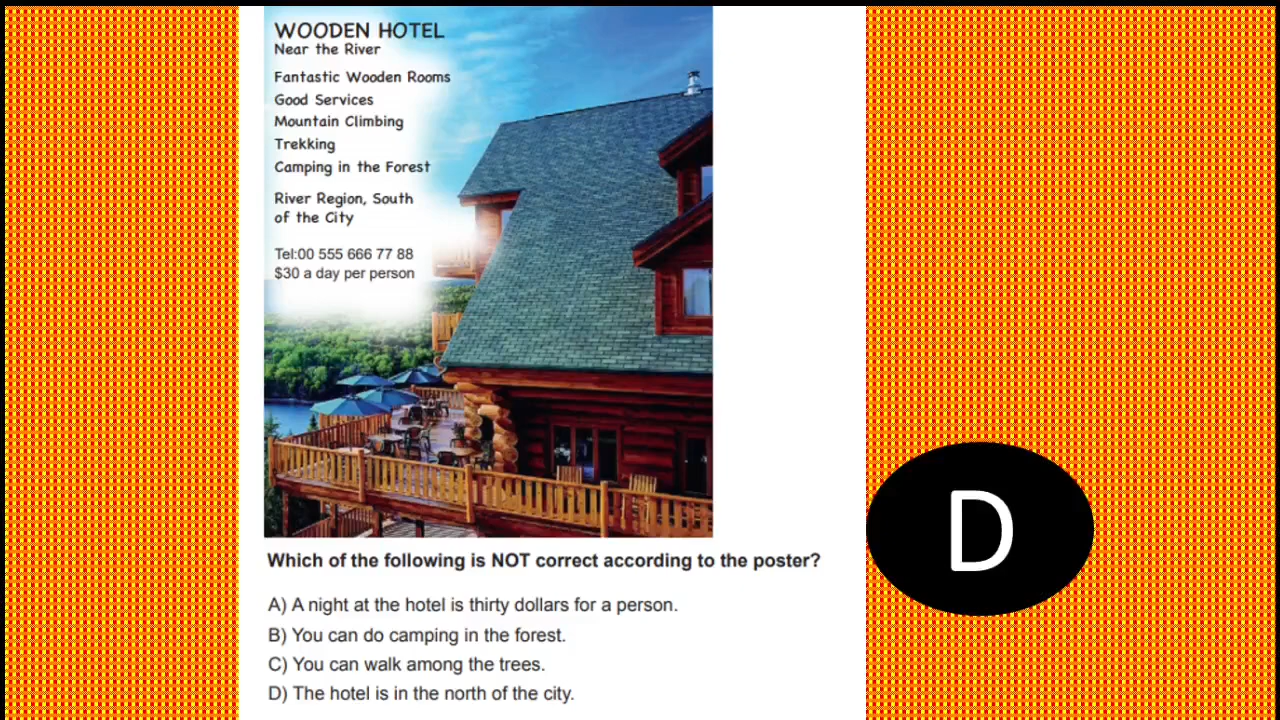 WOODEN HOTEL
Near the River
Fantastic Wooden Rooms
Good Services
Mountain Climbing
Trekking
Camping in the Forest
River Region, South
of the City
Tel:00 555 666 77 88
$30 a day per person
Which of the following is NOT correct according to the poster?
A) A night at the hotel is thirty dollars for a person.
B) You can do camping in the forest.
C) You can walk among the trees.
D) The hotel is in the north of the city.
D